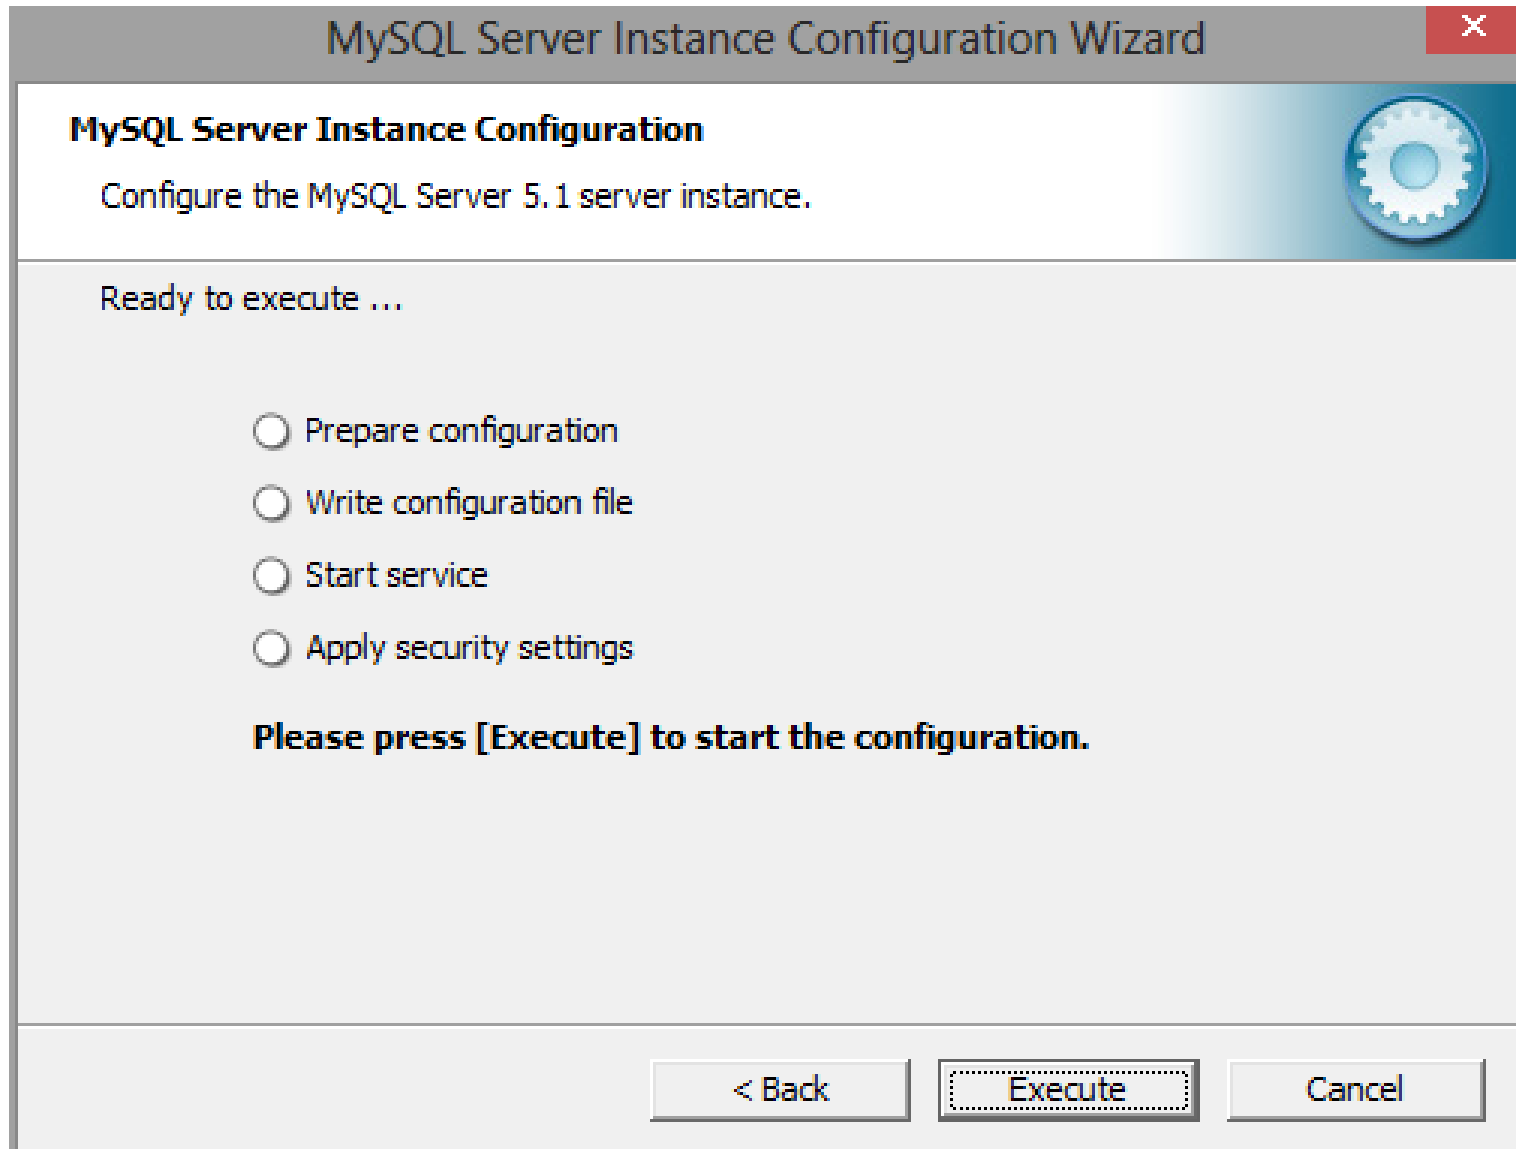 MySQL Server Instance Configuration Wizard
X
MySQL Server Instance Configuration
Configure the MySQL Server 5.1 server instance.
Ready to execute ...
Prepare configuration
Write configuration file
Start service
Apply security settings
Please press [Execute] to start the configuration.
< Back
Execute
Cancel